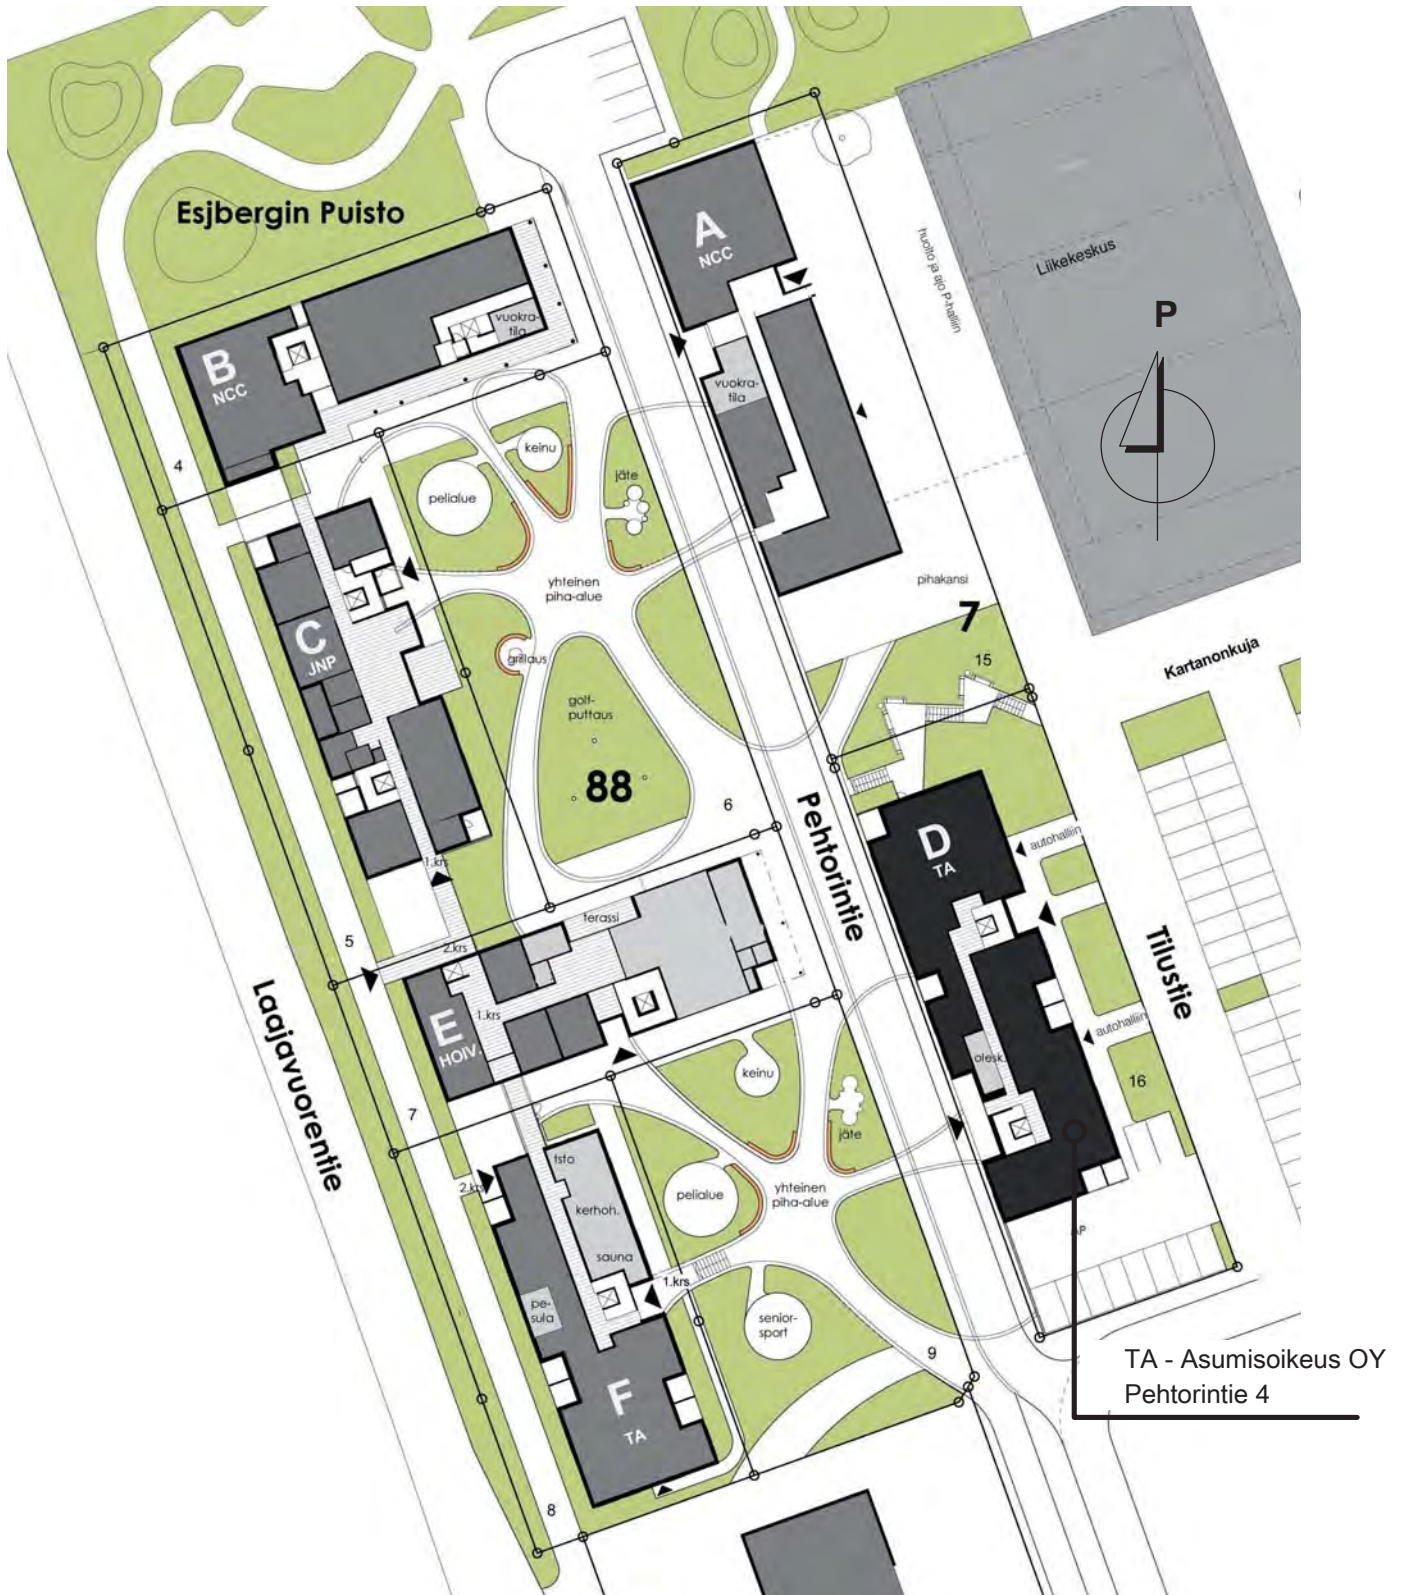 Esjbergin Puisto
A
NCC
huolto ja ajo P-halliin
Liikekeskus
P
vuokra-
tila
B
NCC
vuokra-
tila
4
keinu
jäte
pelialue
yhteinen
piha-alue
pihakansi
7
15
Kartanonkuja
C
JNP
grillaus
golf-
puttaus
88
6
Pehtorintie
D
TA
autohalliin
1.krs
terassi
5
2.krs
Laajavuorentie
E
HOIV.
1.krs
Tilustie
autohalliin
olesk.
16
7
keinu
jäte
tsto
2.krs
kerhoh.
pelialue
yhteinen
piha-alue
sauna
1.krs
AP
pe-
sula
senior-
sport
9
F
TA
8
TA - Asumisoikeus OY
Pehtorintie 4